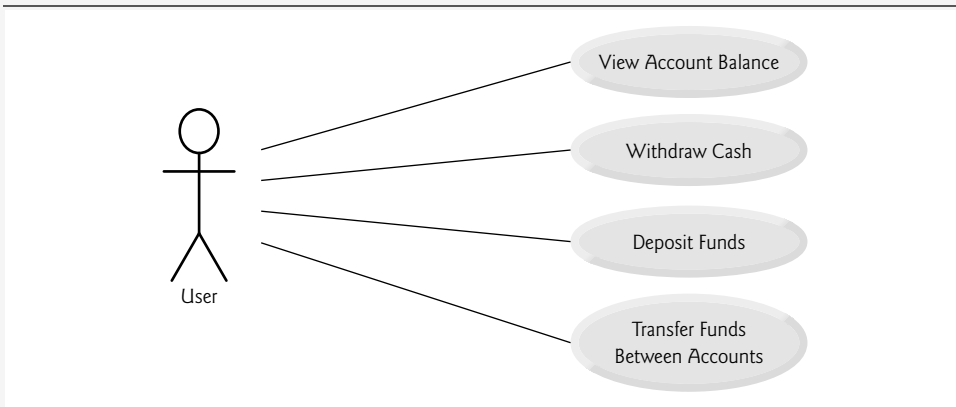 View Account Balance
Withdraw Cash
Deposit Funds
User
Transfer Funds
Between Accounts